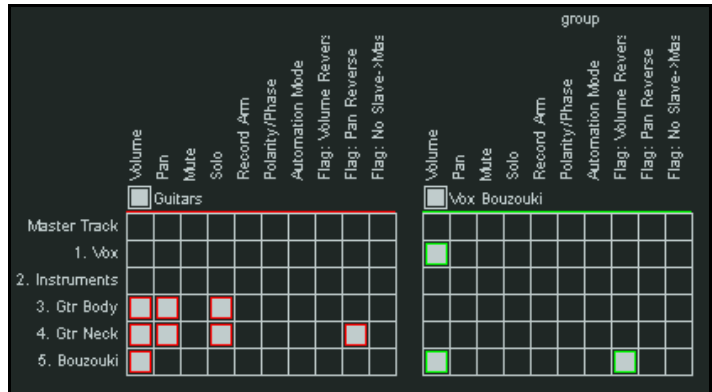 group
Volume
Pan
Mute
Solo
Record Arm
Polarity/Phase
Automation Mode
Flag: Volume Revers
Flag: Pan Reverse
Flag: No Slave->Mas
Volume
Pan
Mute
Solo
Record Arm
Polarity/Phase
Automation Mode
Flag: Volume Revers
Flag: Pan Reverse
Flag: No Slave->Mas
Guitars
Vox Bouzouki
Master Track
1. Vox
2. Instruments
3. Gtr Body
4. Gtr Neck
5. Bouzouki